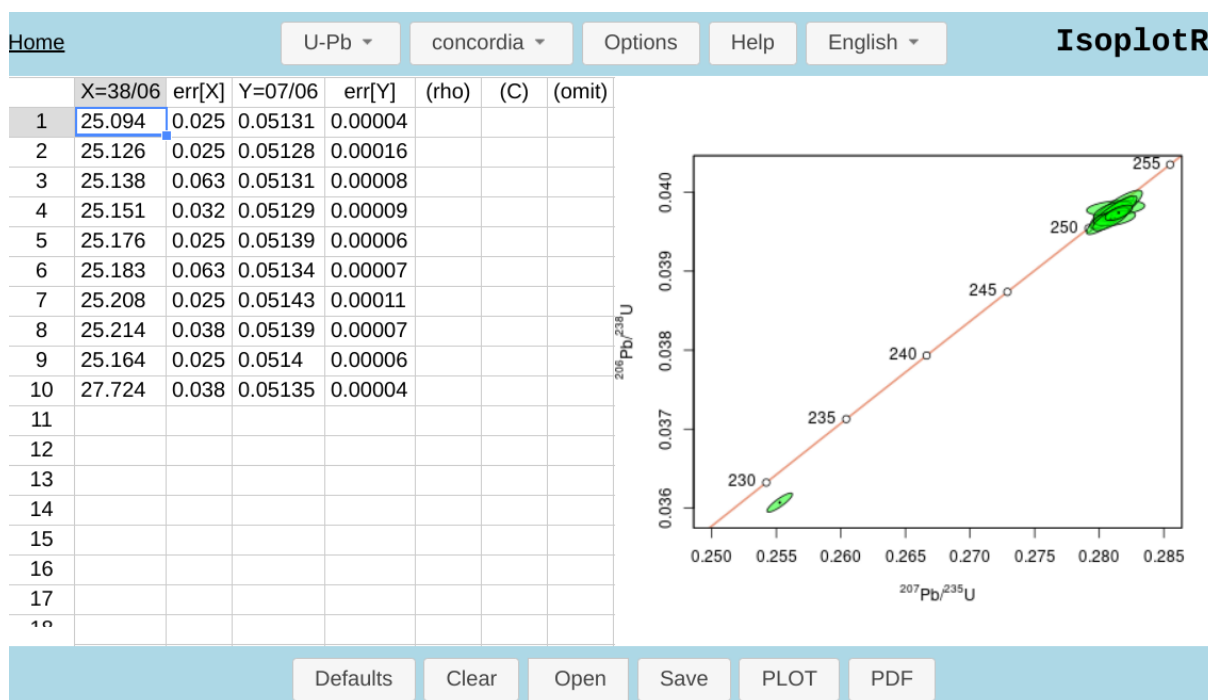 Home U-Pb concordia Options Help English IsoplotR
X=38/06 err[X] Y=07/06 err[Y] (rho) (C) (omit)
1 25.094 0.025 0.05131 0.00004
2 25.126 0.025 0.05128 0.00016
3 25.138 0.063 0.05131 0.00008
4 25.151 0.032 0.05129 0.00009
5 25.176 0.025 0.05139 0.00006
6 25.183 0.063 0.05134 0.00007
7 25.208 0.025 0.05143 0.00011
8 25.214 0.038 0.05139 0.00007
9 25.164 0.025 0.0514 0.00006
10 27.724 0.038 0.05135 0.00004
11
12
13
14
15
16
17
18
255
250
245
240
235
230
0.040
0.039
0.038
0.037
0.036
²⁰⁶Pb/²³⁸U
0.250 0.255 0.260 0.265 0.270 0.275 0.280 0.285
²⁰⁷Pb/²³⁵U
Defaults Clear Open Save PLOT PDF